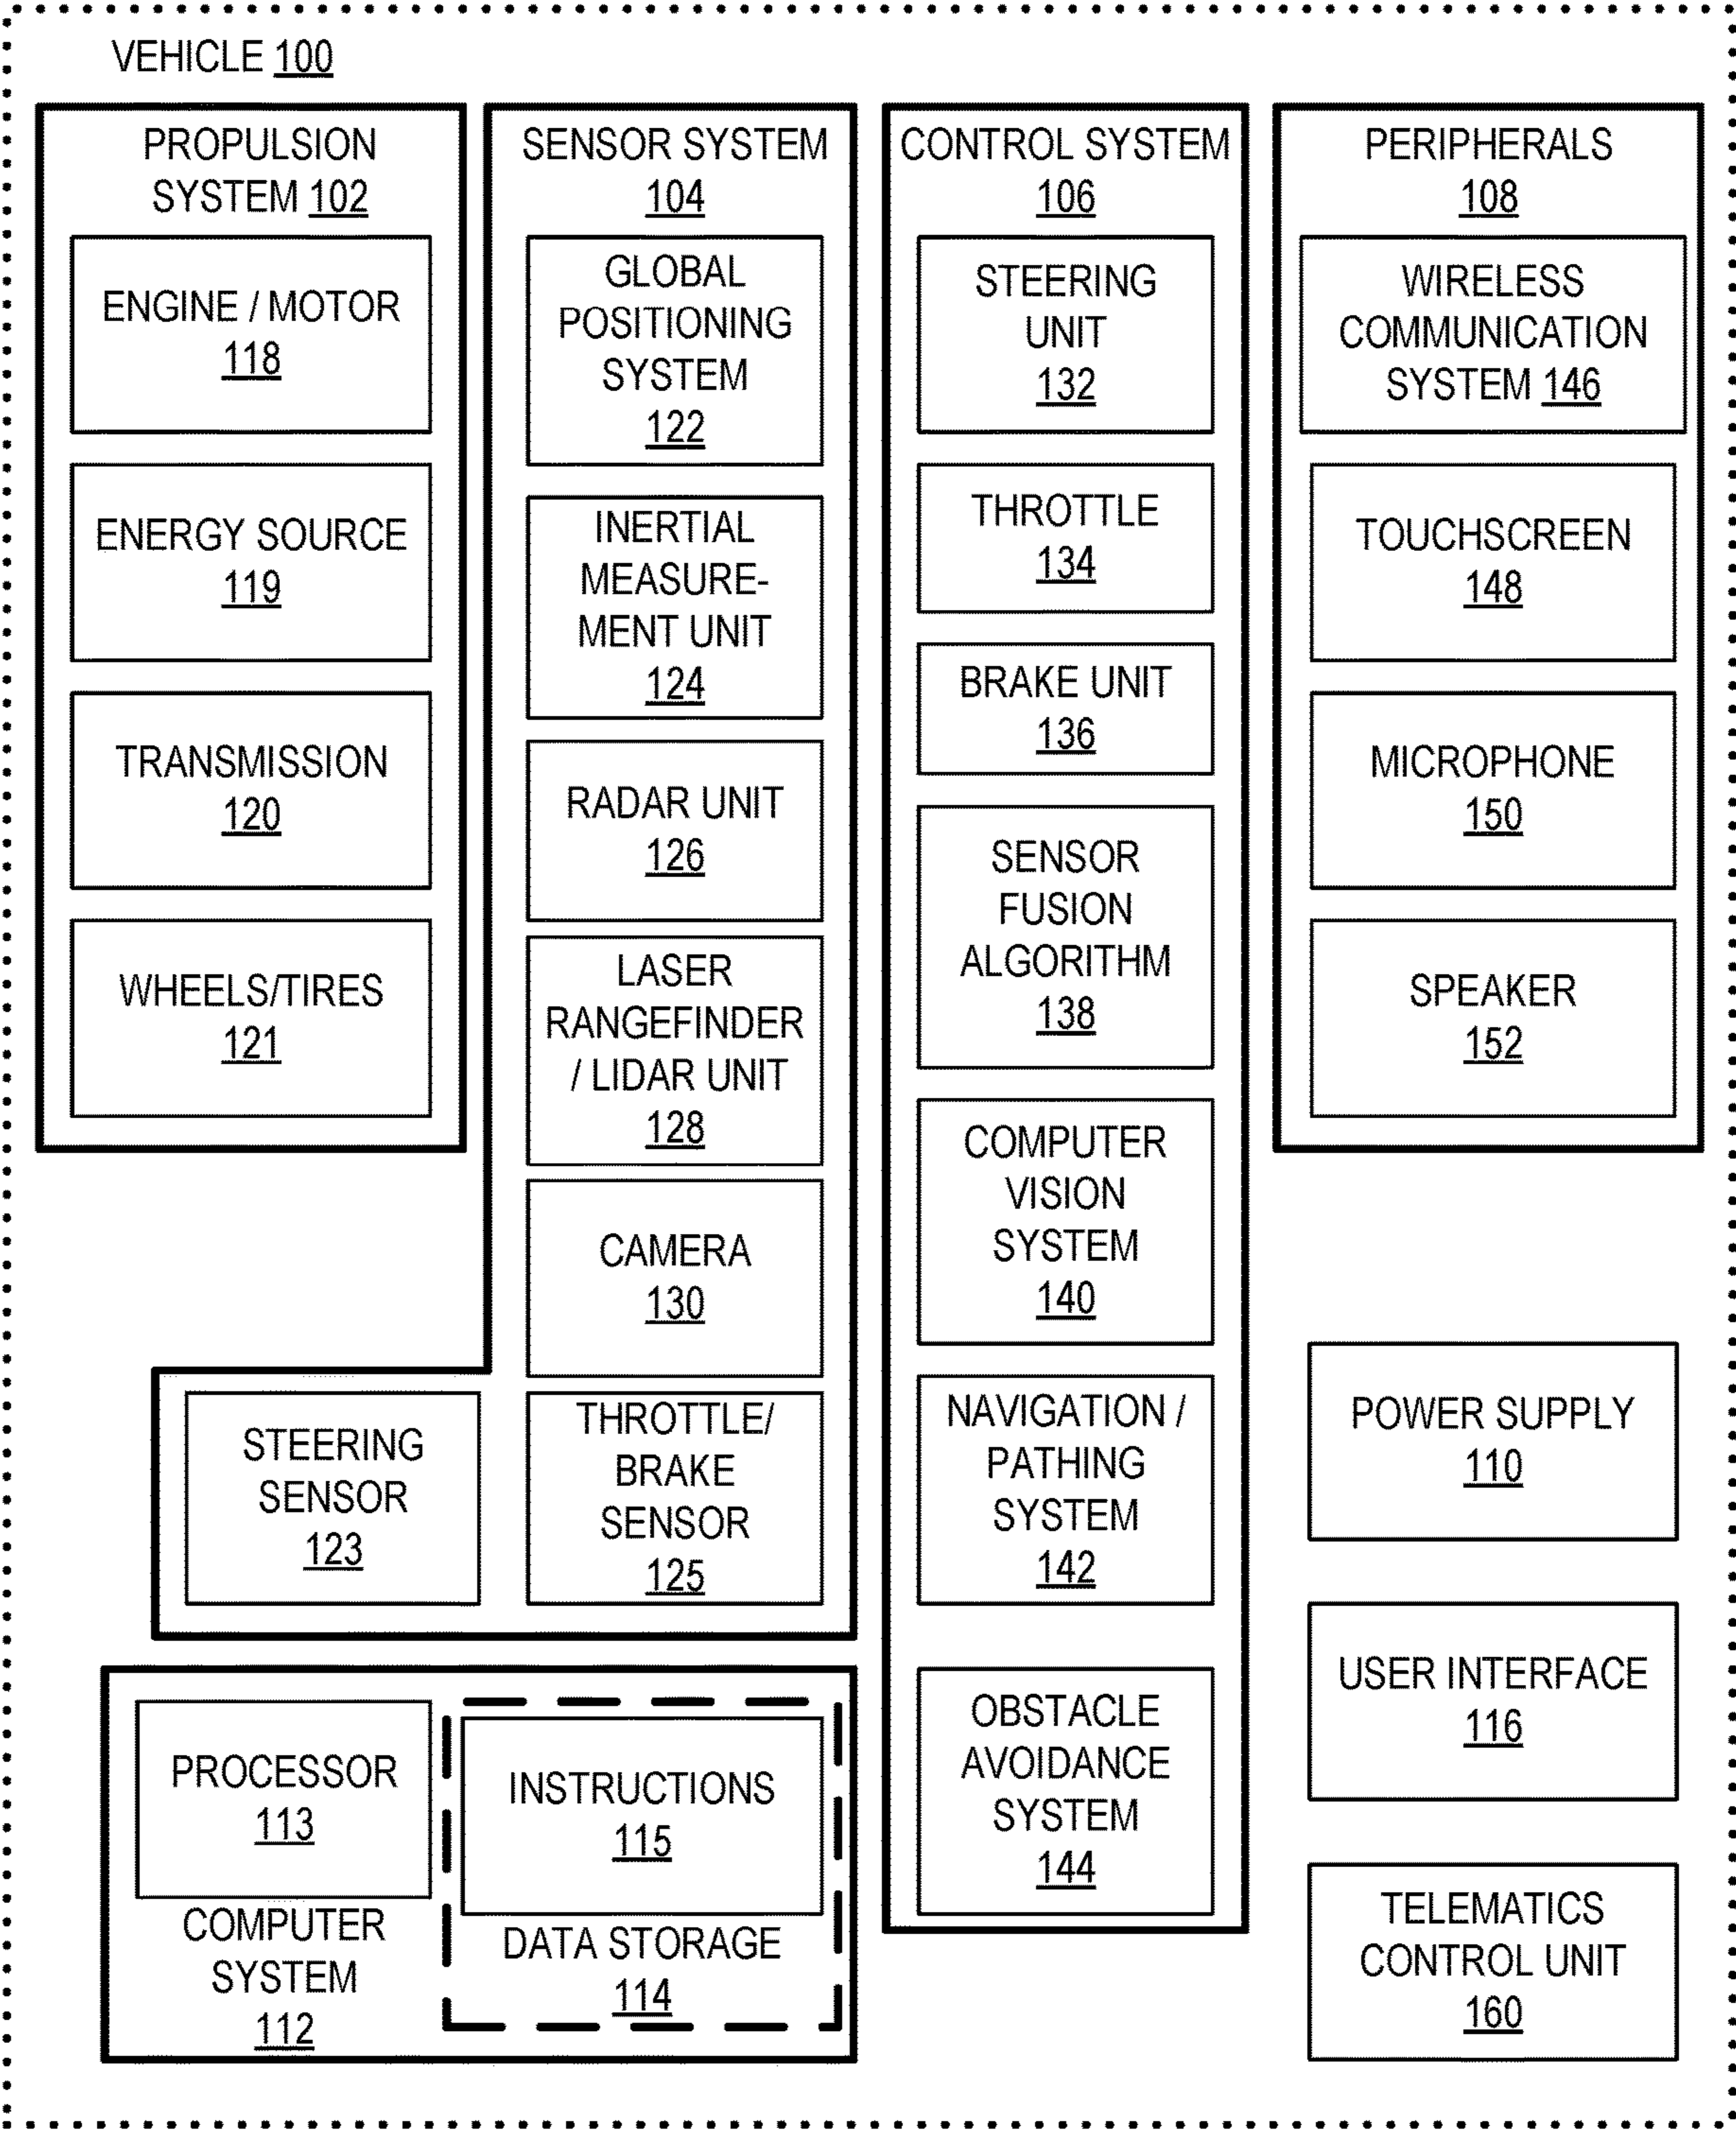 VEHICLE 100
PROPULSION
SYSTEM 102
ENGINE / MOTOR
118
ENERGY SOURCE
119
TRANSMISSION
120
WHEELS/TIRES
121
SENSOR SYSTEM
104
GLOBAL
POSITIONING
SYSTEM
122
INERTIAL
MEASURE-
MENT UNIT
124
RADAR UNIT
126
LASER
RANGEFINDER
/ LIDAR UNIT
128
CAMERA
130
STEERING
SENSOR
123
THROTTLE/
BRAKE
SENSOR
125
CONTROL SYSTEM
106
STEERING
UNIT
132
THROTTLE
134
BRAKE UNIT
136
SENSOR
FUSION
ALGORITHM
138
COMPUTER
VISION
SYSTEM
140
NAVIGATION /
PATHING
SYSTEM
142
OBSTACLE
AVOIDANCE
SYSTEM
144
PERIPHERALS
108
WIRELESS
COMMUNICATION
SYSTEM 146
TOUCHSCREEN
148
MICROPHONE
150
SPEAKER
152
POWER SUPPLY
110
USER INTERFACE
116
TELEMATICS
CONTROL UNIT
160
PROCESSOR
113
COMPUTER
SYSTEM
112
INSTRUCTIONS
115
DATA STORAGE
114